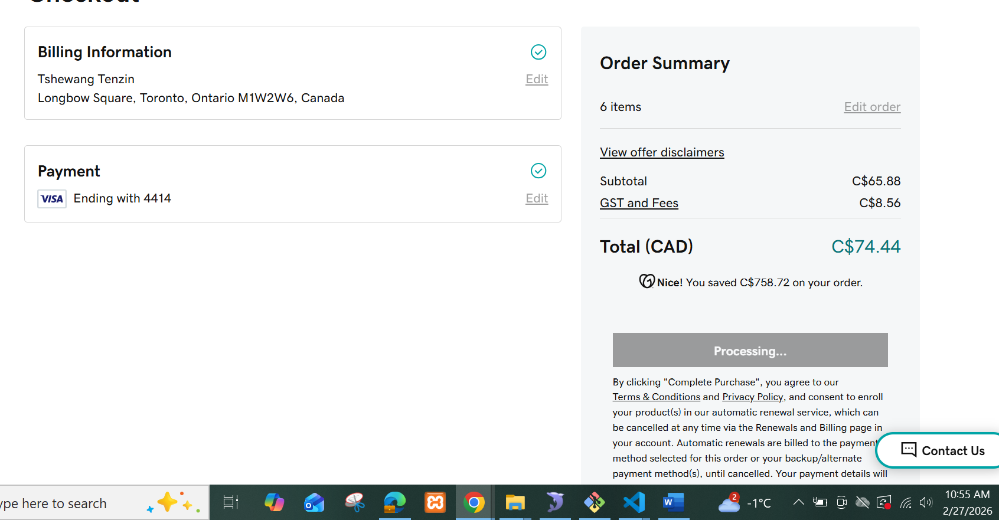 Checkout
Billing Information
Tshewang Tenzin
Edit
Longbow Square, Toronto, Ontario M1W2W6, Canada
Payment
VISA Ending with 4414
Edit
Order Summary
6 items
Edit order
View offer disclaimers
Subtotal C$65.88
GST and Fees C$8.56
Total (CAD) C$74.44
Nice! You saved C$758.72 on your order.
Processing...
By clicking "Complete Purchase", you agree to our
Terms & Conditions and Privacy Policy, and consent to enroll
your product(s) in our automatic renewal service, which can
be cancelled at any time via the Renewals and Billing page in
your account. Automatic renewals are billed to the payment
method selected for this order or your backup/alternate
payment method(s), until cancelled. Your payment details will
Contact Us
ype here to search
2
-1°C
10:55 AM
2/27/2026